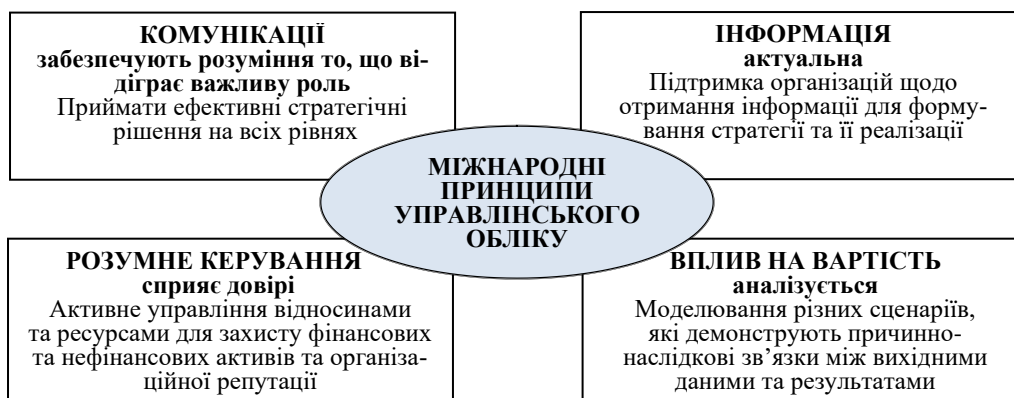 КОМУНІКАЦІЇ
забезпечують розуміння то, що ві-
діграє важливу роль
Приймати ефективні стратегічні
рішення на всіх рівнях
ІНФОРМАЦІЯ
актуальна
Підтримка організацій щодо
отримання інформації для форму-
вання стратегії та її реалізації
МІЖНАРОДНІ
ПРИНЦИПИ
УПРАВЛІНСЬКОГО
ОБЛІКУ
РОЗУМНЕ КЕРУВАННЯ
сприяє довірі
Активне управління відносинами
та ресурсами для захисту фінансових
та нефінансових активів та організа-
ційної репутації
ВПЛИВ НА ВАРТІСТЬ
аналізується
Моделювання різних сценаріїв,
які демонструють причинно-
наслідкові зв’язки між вихідними
даними та результатами